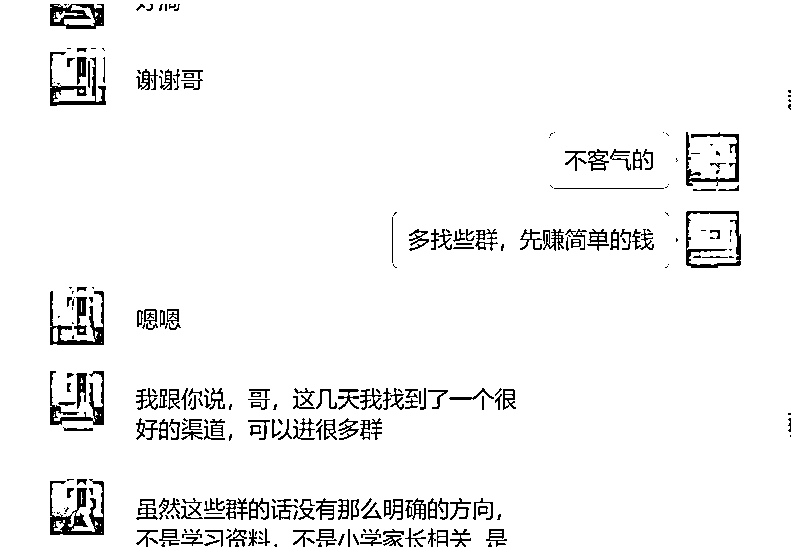 谢谢哥
不客气的
多找些群，先赚简单的钱
嗯嗯
我跟你说，哥，这几天我找到了一个很
好的渠道，可以进很多群
虽然这些群的话没有那么明确的方向，
不是学习资料，不是小学家长相关 是